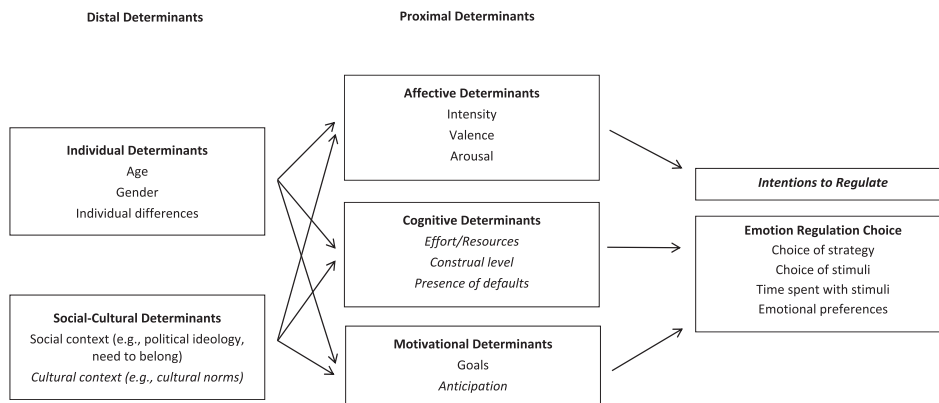 Distal Determinants
Proximal Determinants
Individual Determinants
Age
Gender
Individual differences
Social-Cultural Determinants
Social context (e.g., political ideology,
need to belong)
Cultural context (e.g., cultural norms)
Affective Determinants
Intensity
Valence
Arousal
Cognitive Determinants
Effort/Resources
Construal level
Presence of defaults
Motivational Determinants
Goals
Anticipation
Intentions to Regulate
Emotion Regulation Choice
Choice of strategy
Choice of stimuli
Time spent with stimuli
Emotional preferences